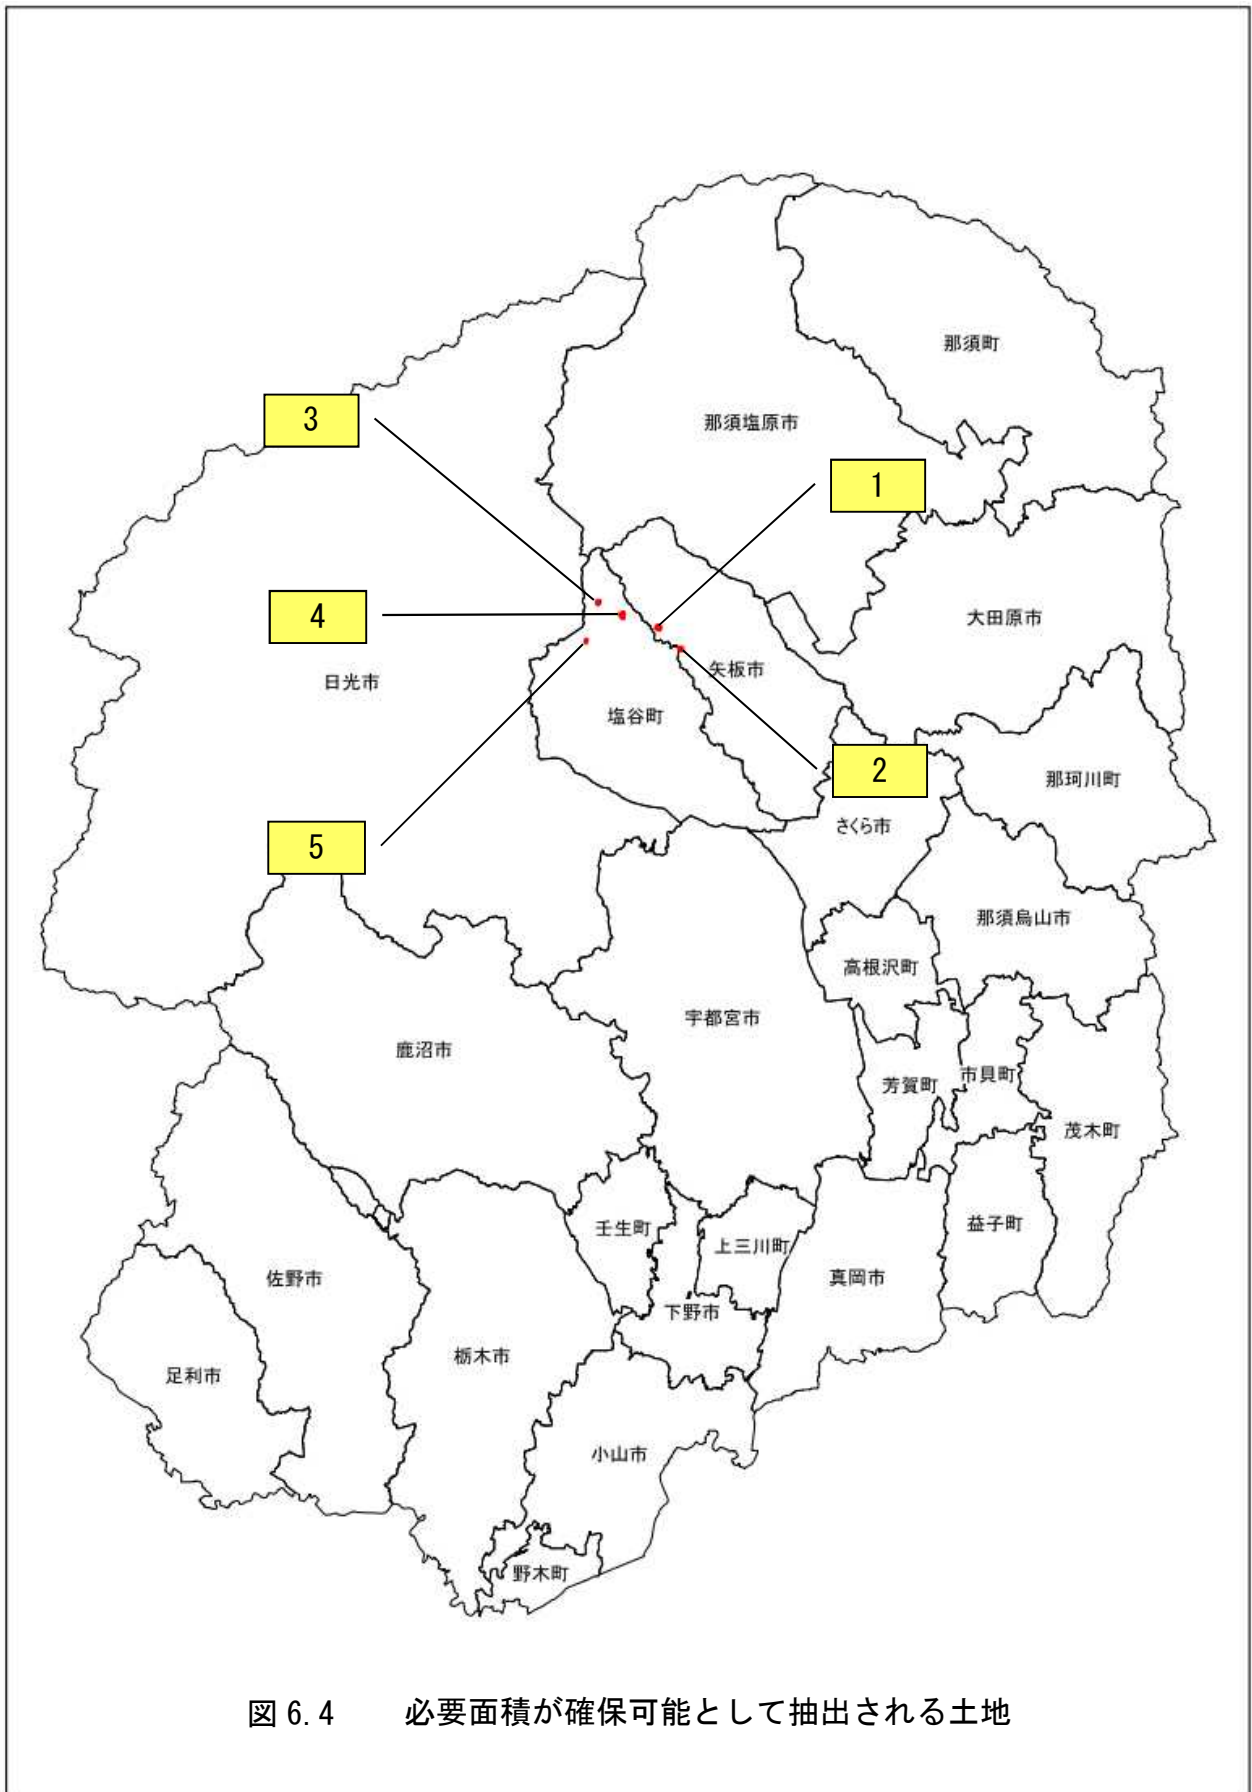 那須町
3
那須塩原市
1
4
大田原市
矢板市
日光市
塩谷町
2
那珂川町
さくら市
5
那須烏山市
高根沢町
宇都宮市
鹿沼市
芳賀町
市貝町
茂木町
益子町
壬生町
上三川町
佐野市
真岡市
下野市
栃木市
足利市
小山市
野木町
図6.4 必要面積が確保可能として抽出される土地